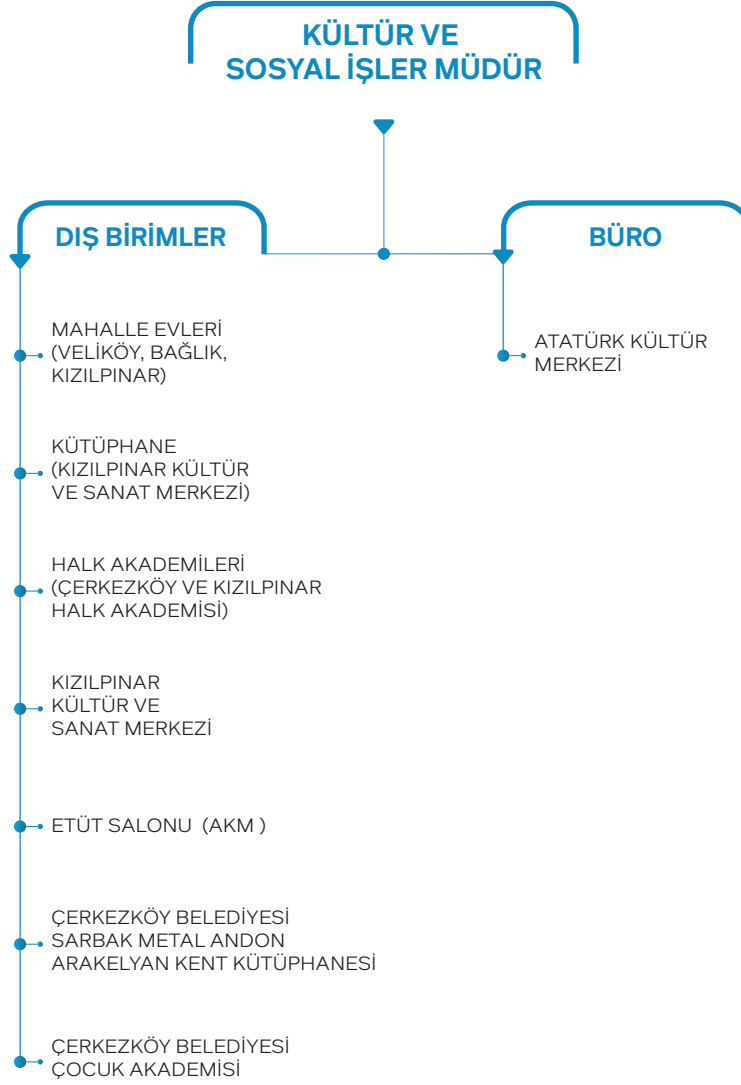 KÜLTÜR VE
SOSYAL İŞLER MÜDÜR
DIŞ BİRİMLER
MAHALLE EVLERİ
(VELİKÖY, BAĞLIK,
KIZILPINAR)
KÜTÜPHANE
(KIZILPINAR KÜLTÜR
VE SANAT MERKEZİ)
HALK AKADEMİLERİ
(ÇERKEZKÖY VE KIZILPINAR
HALK AKADEMİSİ)
KIZILPINAR
KÜLTÜR VE
SANAT MERKEZİ
ETÜT SALONU (AKM )
ÇERKEZKÖY BELEDİYESİ
SARBAK METAL ANDON
ARAKELYAN KENT KÜTÜPHANESİ
ÇERKEZKÖY BELEDİYESİ
ÇOCUK AKADEMİSİ
BÜRO
ATATÜRK KÜLTÜR
MERKEZİ